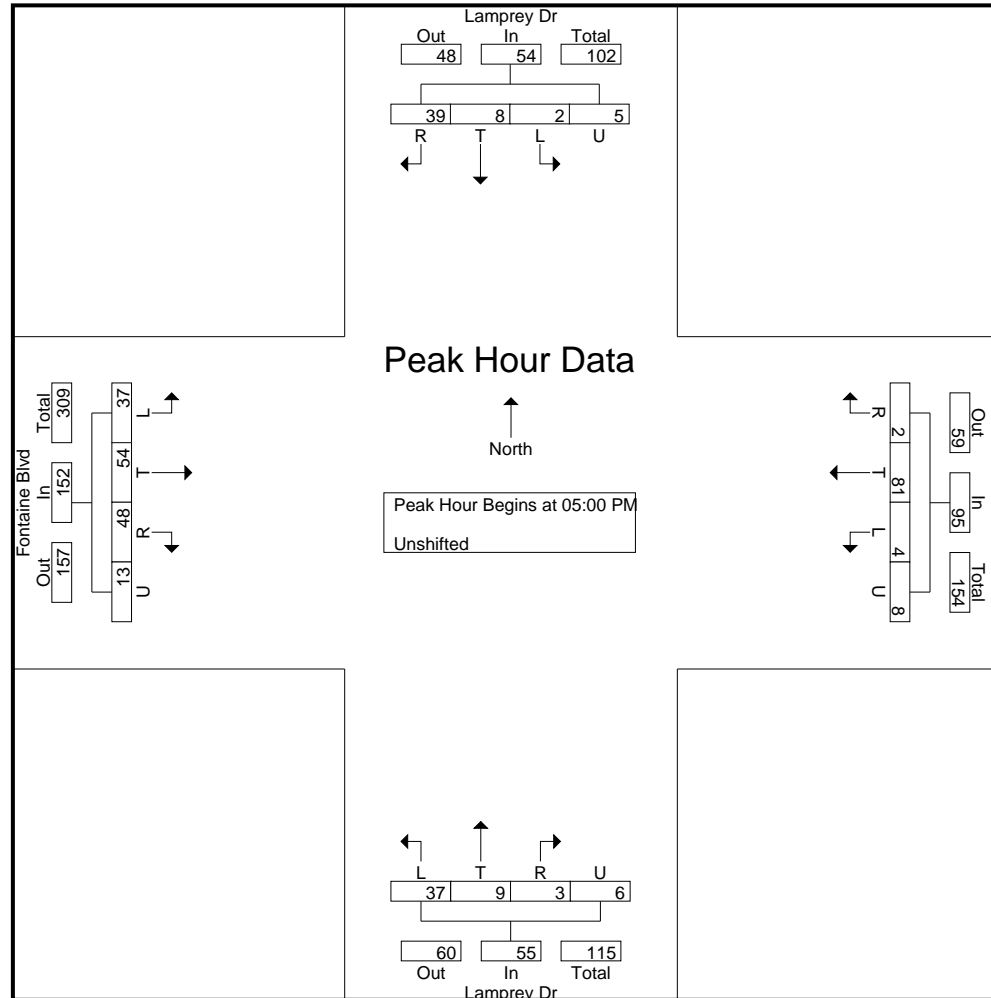 Lamprey Dr
Out In Total
48 54 102
39 8 2 5
R T L U
Peak Hour Data
North
Peak Hour Begins at 05:00 PM
Unshifted
Fontaine Blvd
Out In Total
157 152 309
37 54 48 13
L T R U
Out In Total
59 95 154
2 81 4 8
R T L U
L T R U
37 9 3 6
60 55 115
Out In Total
Lamprey Dr